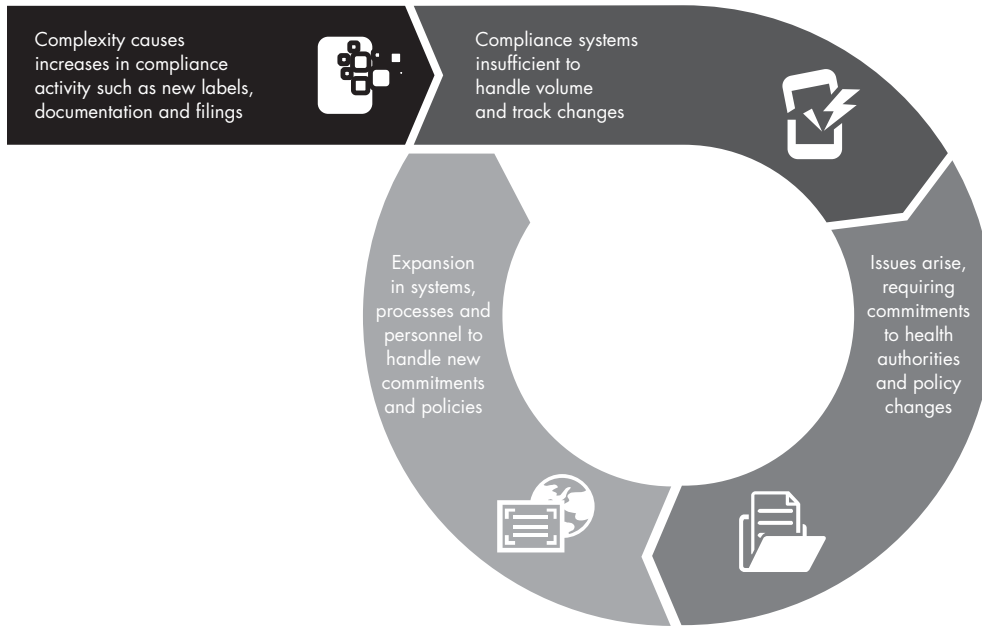 Complexity causes
increases in compliance
activity such as new labels,
documentation and filings
Compliance systems
insufficient to
handle volume
and track changes
Issues arise,
requiring
commitments
to health
authorities
and policy
changes
Expansion
in systems,
processes and
personnel to
handle new
commitments
and policies